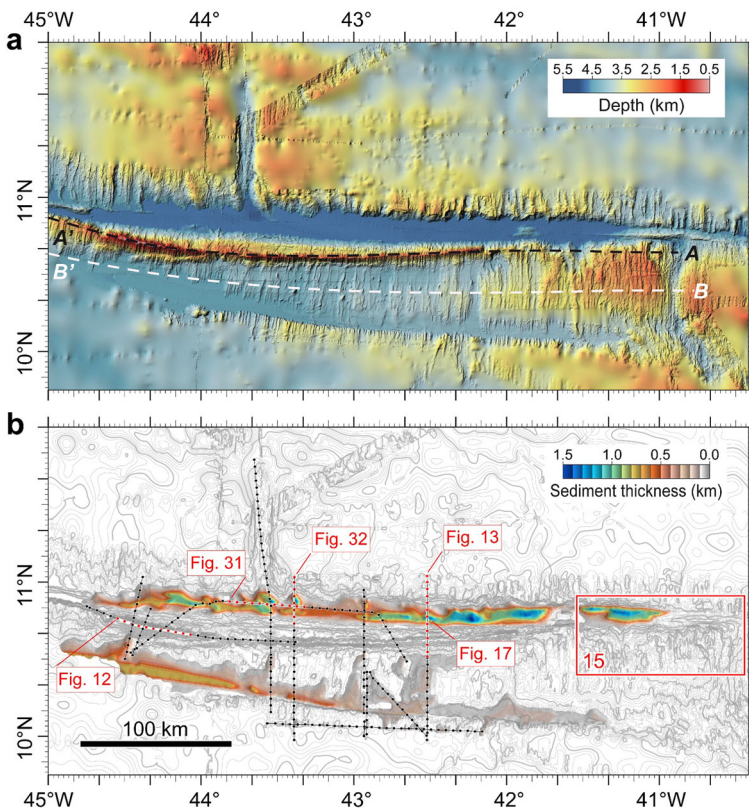 45°W 44° 43° 42° 41°W
a
5.5 4.5 3.5 2.5 1.5 0.5
Depth (km)
11°N
A'
A
B'
B
10°N
b
1.5 1.0 0.5 0.0
Sediment thickness (km)
Fig. 31
Fig. 32
Fig. 13
11°N
15
Fig. 12
Fig. 17
10°N
100 km
45°W 44° 43° 42° 41°W